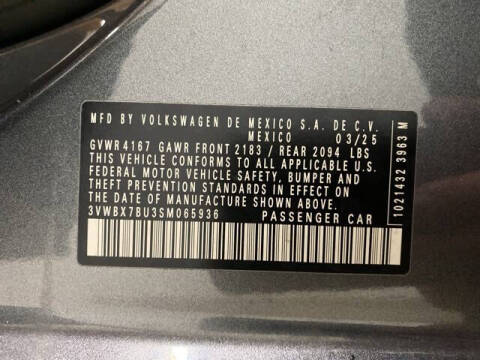 MFD BY VOLKSWAGEN DE MEXICO S.A. DE C.V.
MEXICO 03/25
GVWR 4167 GAWR FRONT 2183 / REAR 2094 LBS
THIS VEHICLE CONFORMS TO ALL APPLICABLE U.S.
FEDERAL MOTOR VEHICLE SAFETY, BUMPER AND
THEFT PREVENTION STANDARDS IN EFFECT ON
THE DATE OF MANUFACTURE SHOWN ABOVE.
3VWBX7BU3SM065936 PASSENGER CAR
1021432 3963 M